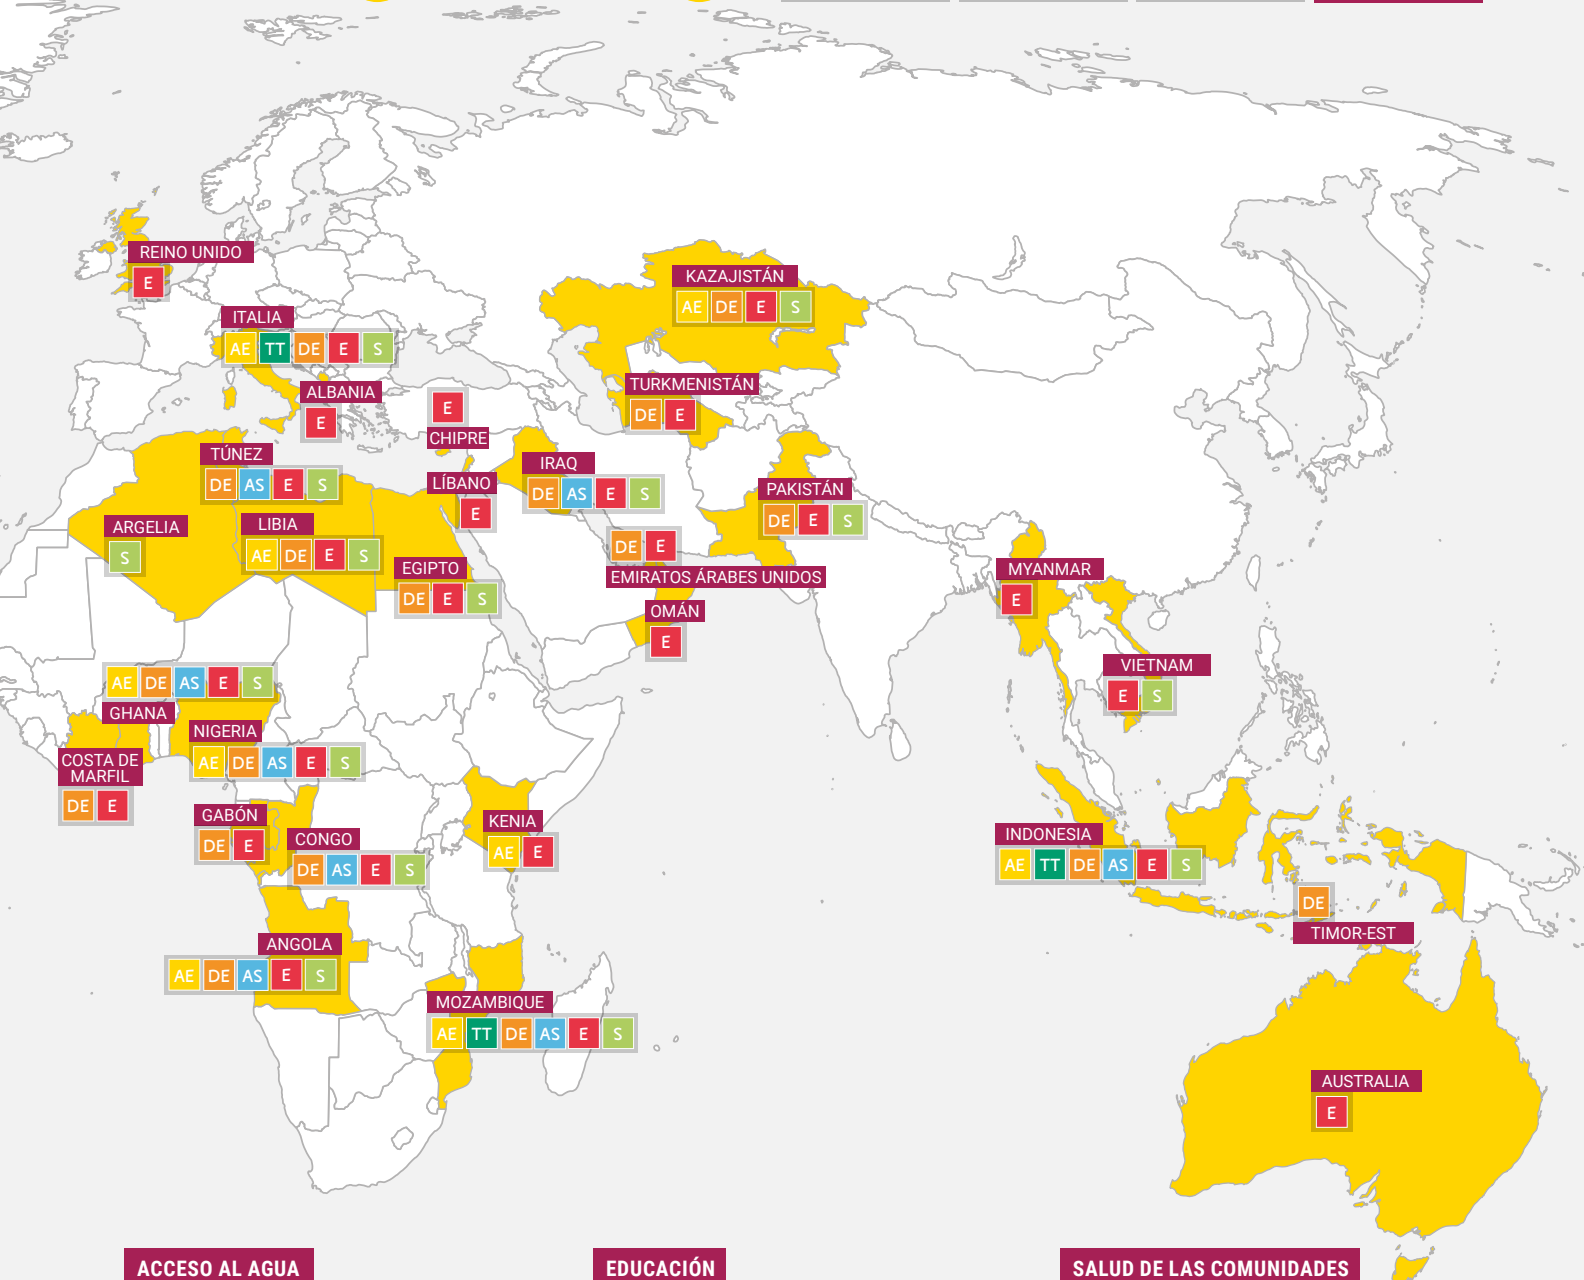 REINO UNIDO
E
KAZAJISTÁN
AE DE E S
ITALIA
AE TT DE E S
TURKMENISTÁN
DE E
ALBANIA
E
E
CHIPRE
TÚNEZ
DE AS E S
IRAQ
DE AS E S
LÍBANO
E
PAKISTÁN
DE E S
ARGELIA
S
LIBIA
AE DE E S
DE E
EMIRATOS ÁRABES UNIDOS
EGIPTO
DE E S
MYANMAR
E
OMÁN
E
VIETNAM
E S
AE DE AS E S
GHANA
NIGERIA
AE DE AS E S
COSTA DE
MARFIL
DE E
GABÓN
DE E
CONGO
DE AS E S
KENIA
AE E
INDONESIA
AE TT DE AS E S
DE
TIMOR-EST
ANGOLA
AE DE AS E S
MOZAMBIQUE
AE TT DE AS E S
AUSTRALIA
E
ACCESO AL AGUA
EDUCACIÓN
SALUD DE LAS COMUNIDADES